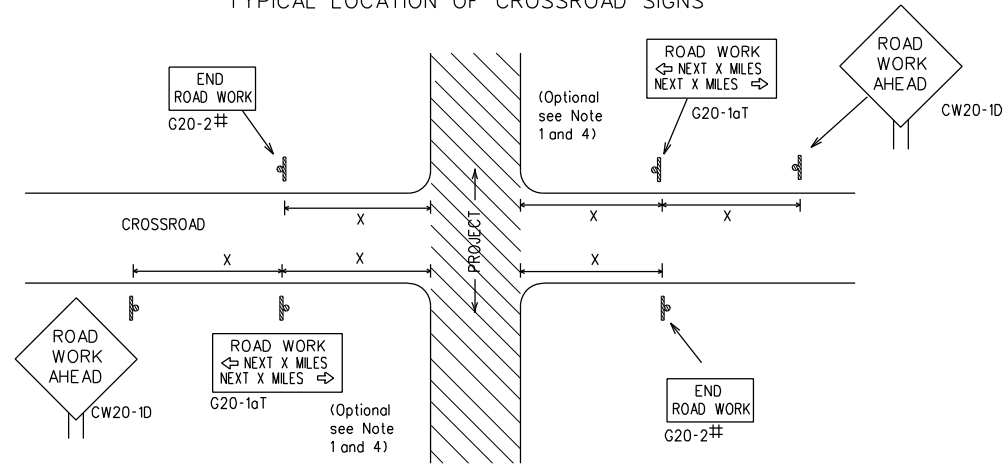 TYPICAL LOCATION OF CROSSROAD SIGNS
END
ROAD WORK
G20-2#
(Optional
see Note
1 and 4)
ROAD WORK
⇦ NEXT X MILES
NEXT X MILES ⇨
G20-1aT
ROAD
WORK
AHEAD
CW20-1D
X
X
X
CROSSROAD
PROJECT
X
X
X
ROAD
WORK
AHEAD
CW20-1D
ROAD WORK
⇦ NEXT X MILES
NEXT X MILES ⇨
G20-1aT
(Optional
see Note
1 and 4)
END
ROAD WORK
G20-2#